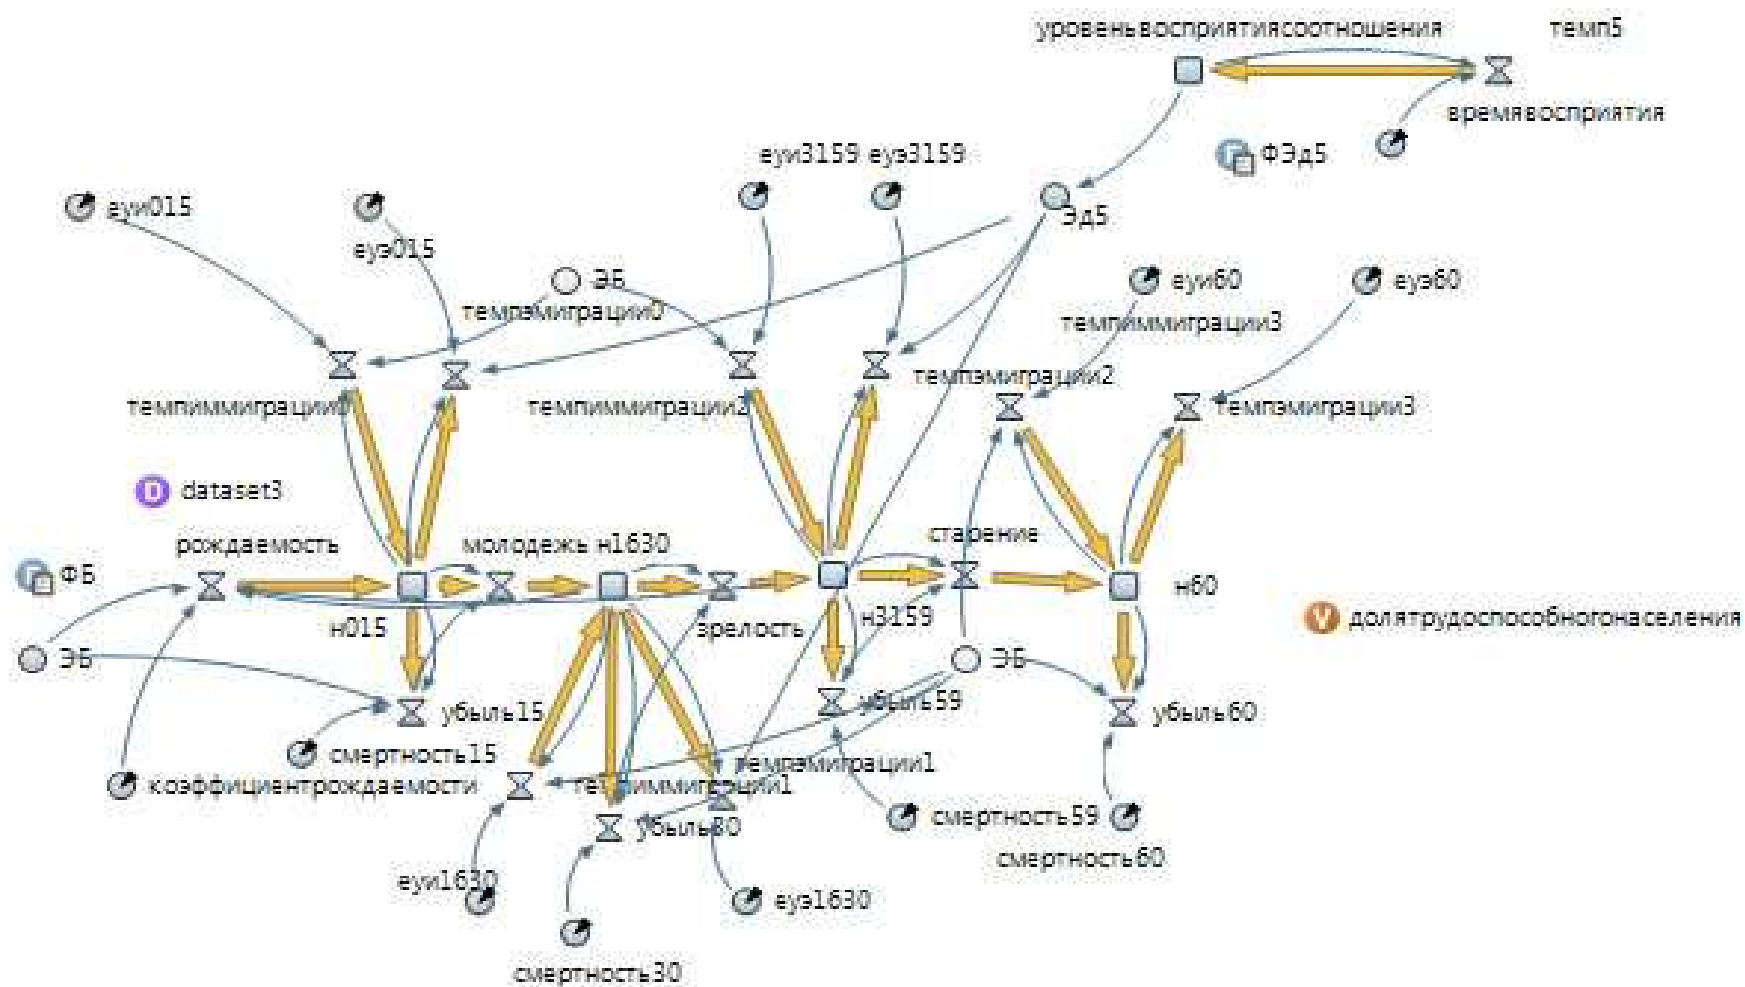 уровеньвосприятиясоотношения темп5
времявосприятия
еуи3159 еуэ3159
ФЭд5
еуи015
Эд5
еуэ015
ЭБ
еуи60
еуэ60
темпэмиграции0
темпиммиграции3
темпэмиграции2
темпиммиграции0
темпиммиграции2
темпэмиграции3
dataset3
рождаемость
молодежь н1630
старение
ФБ
н60
н015
зрелость
н3159
долятрудоспособногонаселения
ЭБ
ЭБ
убыль15
убыль59
убыль60
смертность15
темпэмиграции1
коэффициентрождаемости
темпиммиграции1
убыль30
смертность59
смертность60
еуи1630
еуэ1630
смертность30